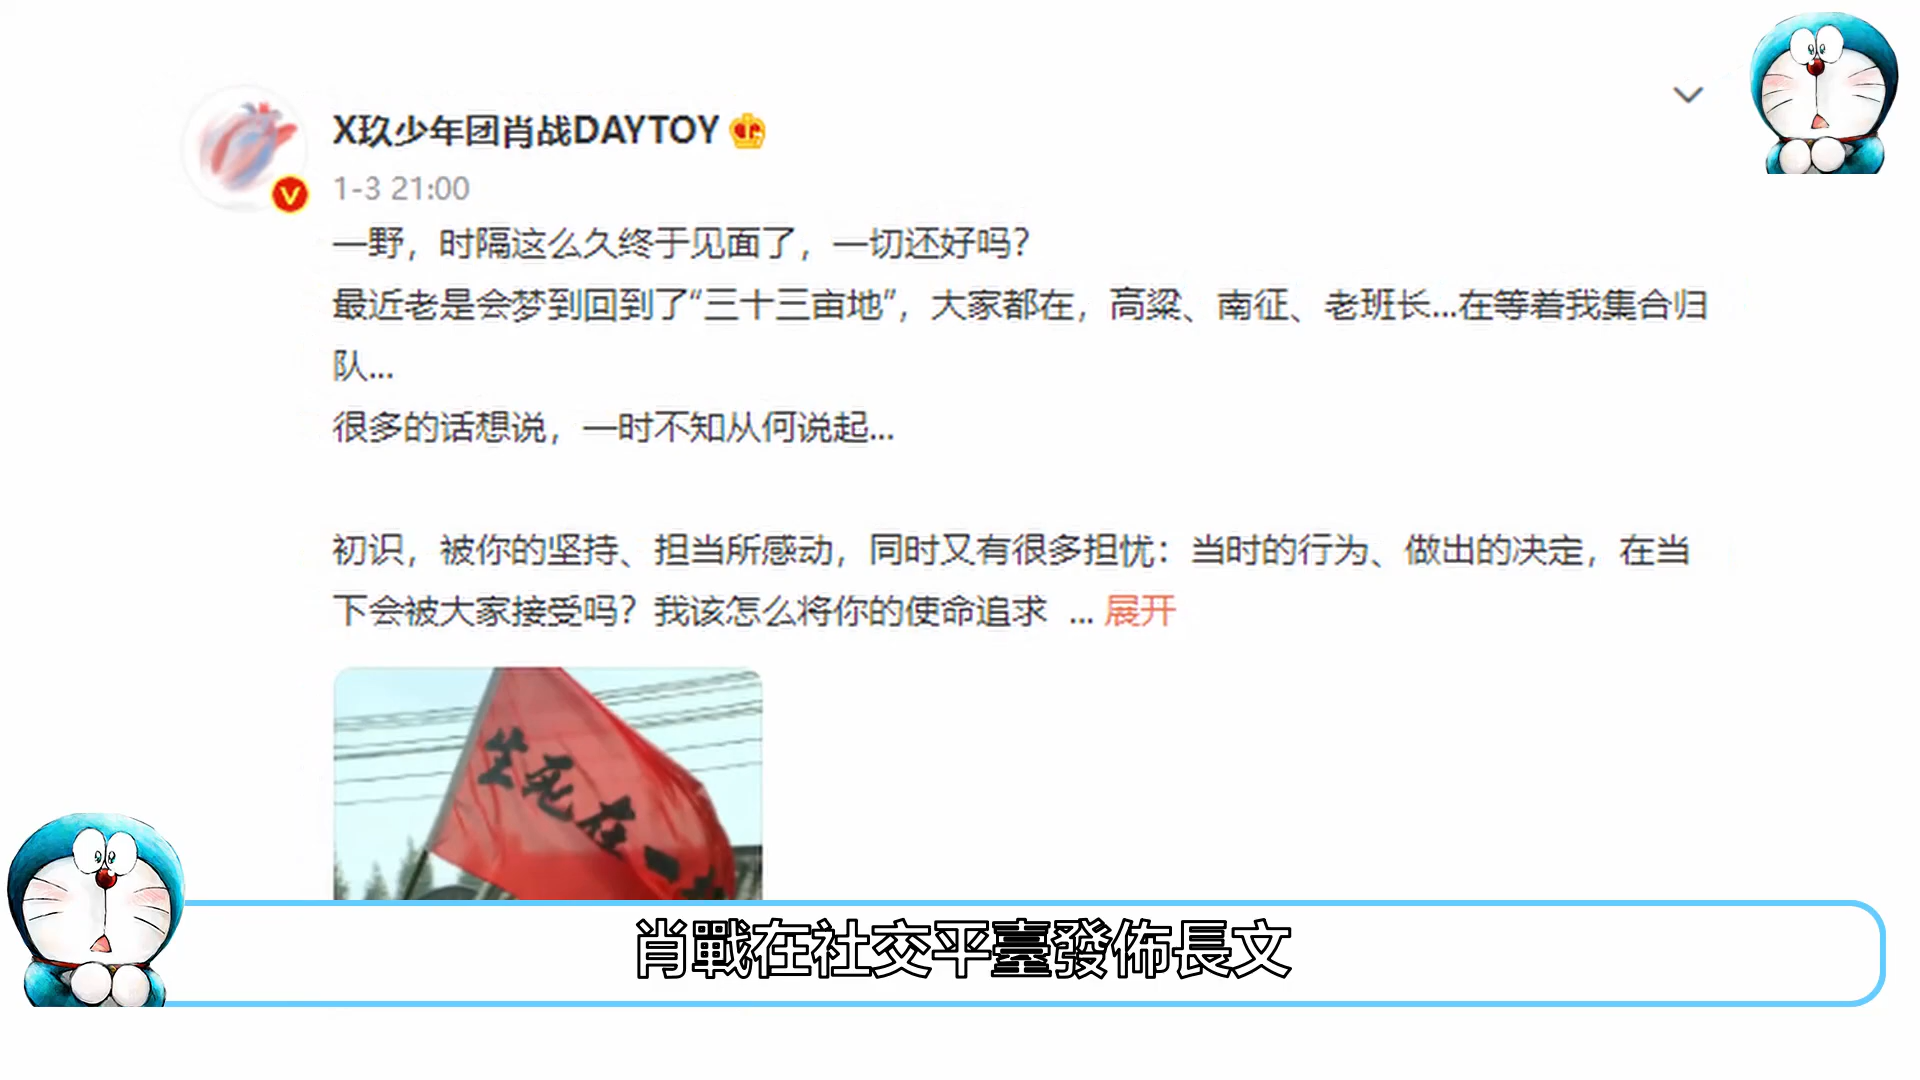 X玖少年团肖战DAYTOY
1-3 21:00
一野，时隔这么久终于见面了，一切还好吗？
最近老是会梦到回到了“三十三亩地”，大家都在，高粱、南征、老班长...在等着我集合归
队...
很多的话想说，一时不知从何说起...
初识，被你的坚持、担当所感动，同时又有很多担忧：当时的行为、做出的决定，在当
下会被大家接受吗？我该怎么将你的使命追求 ... 展开
生死在一
肖戰在社交平臺發佈長文